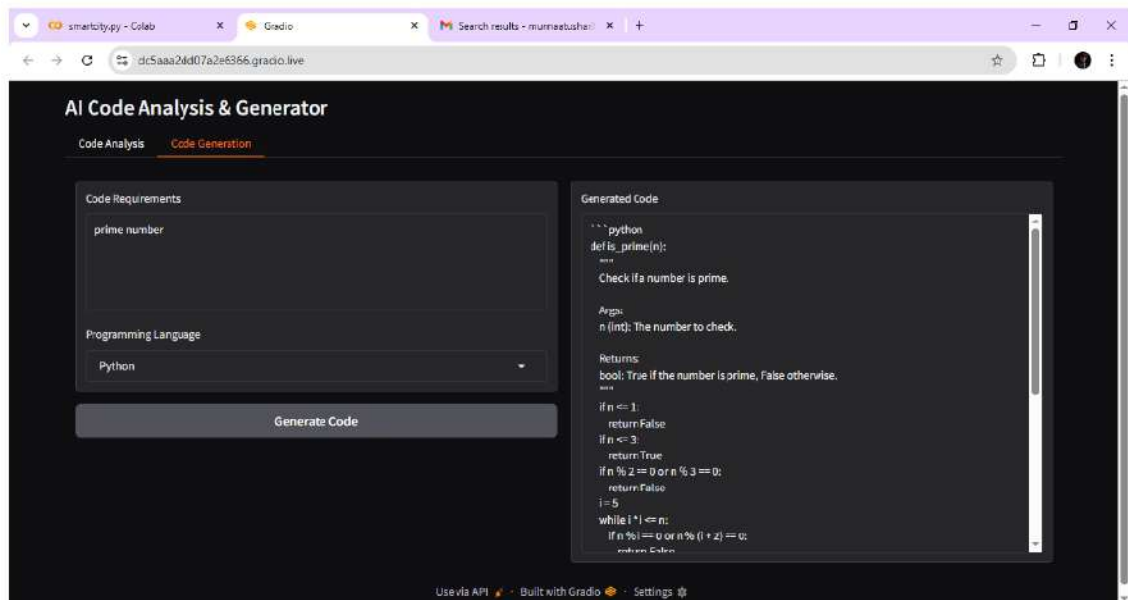 smartcity.py - Colab
Gradio
Search results - mumaatushar
dc5aaa2dd07a2e6366.gradio.live
AI Code Analysis & Generator
Code Analysis
Code Generation
Code Requirements
prime number
Programming Language
Python
Generate Code
Generated Code
```python
def is_prime(n):
"""
Check if a number is prime.
Args:
n (int): The number to check.
Returns:
bool: True if the number is prime, False otherwise.
"""
if n <= 1:
return False
if n <= 3:
return True
if n % 2 == 0 or n % 3 == 0:
return False
i = 5
while i * i <= n:
if n % i == 0 or n % (i + 2) == 0:
return False
Use via API · Built with Gradio · Settings